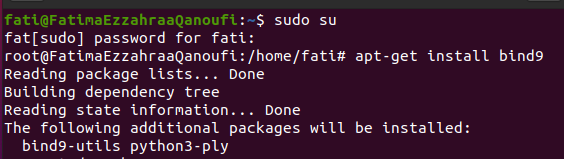 fati@FatimaEzzahraaQanoufi:~$ sudo su
fat[sudo] password for fati:
root@FatimaEzzahraaQanoufi:/home/fati# apt-get install bind9
Reading package lists... Done
Building dependency tree
Reading state information... Done
The following additional packages will be installed:
  bind9-utils python3-ply